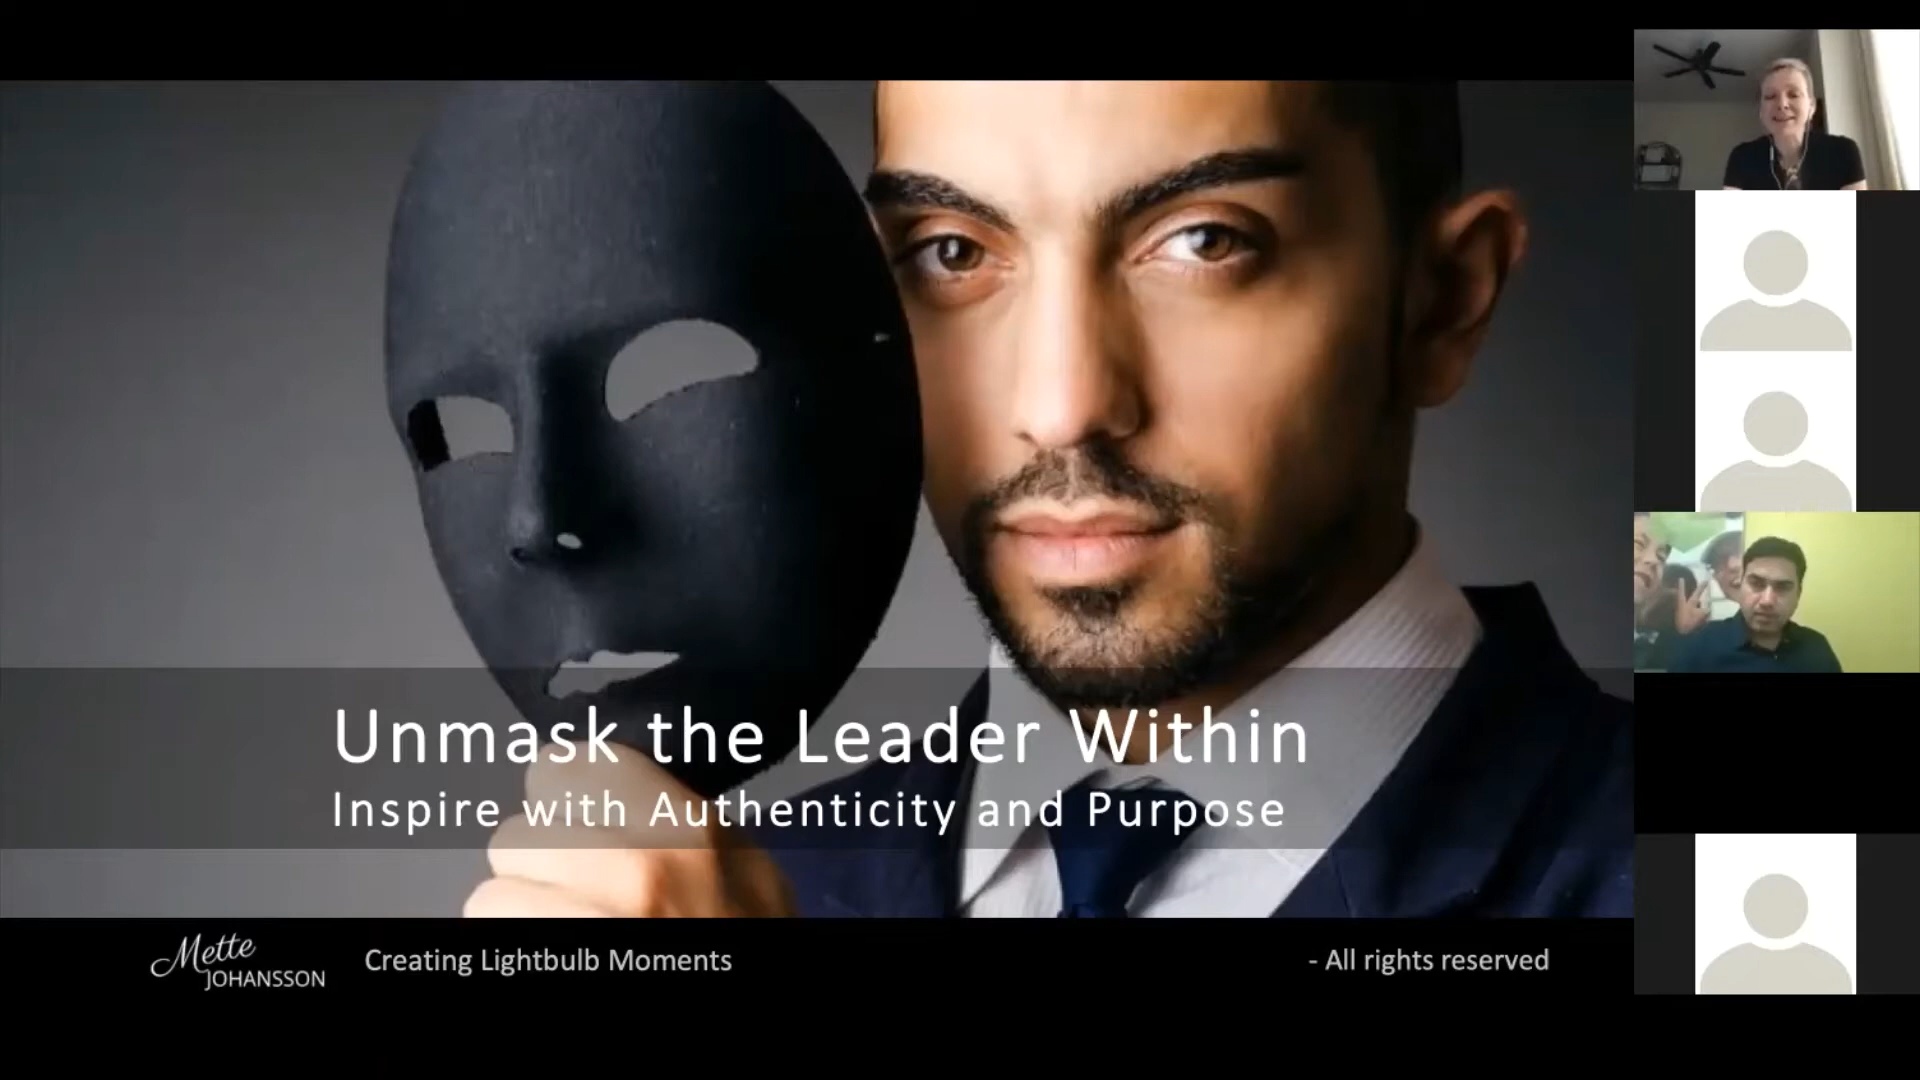 Unmask the Leader Within
Inspire with Authenticity and Purpose
Mette
JOHANSSON
Creating Lightbulb Moments
- All rights reserved